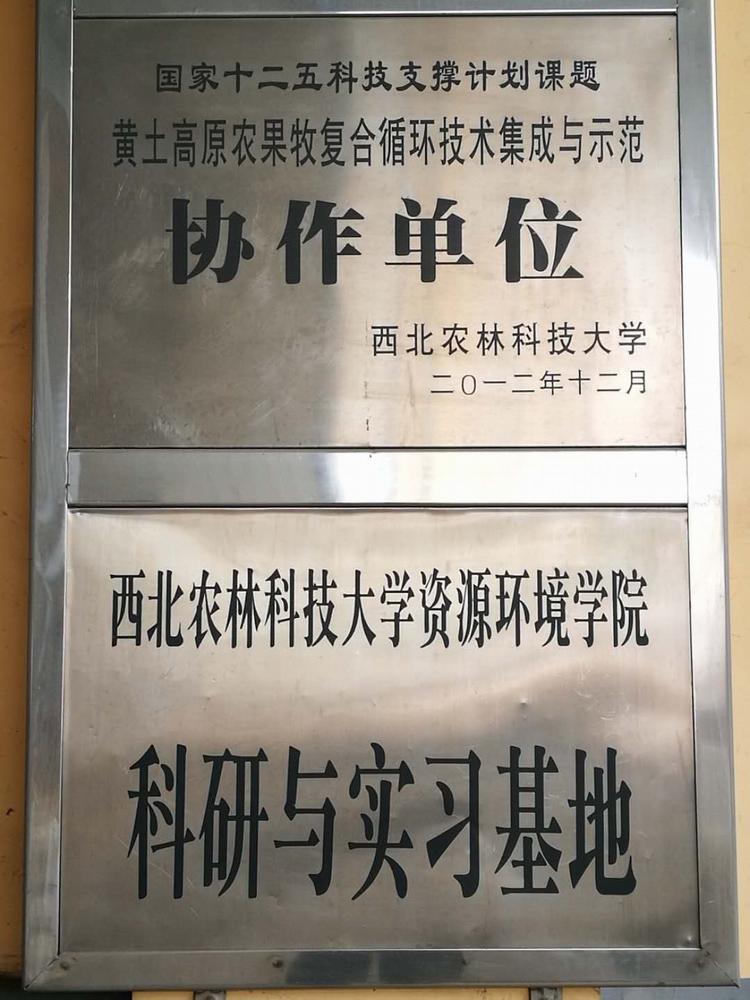 国家十二五科技支撑计划课题
黄土高原农果牧复合循环技术集成与示范
协作单位
西北农林科技大学
二〇一二年十二月
西北农林科技大学资源环境学院
科研与实习基地